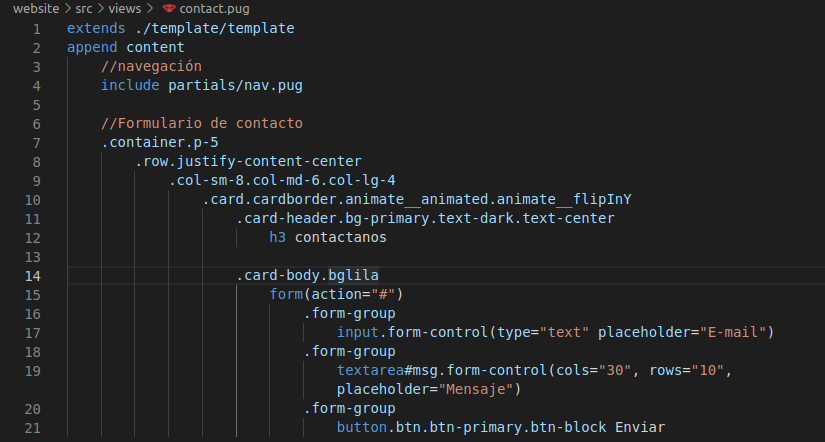 website > src > views > contact.pug
1 extends ./template/template
2 append content
3 //navegación
4 include partials/nav.pug
5
6 //Formulario de contacto
7 .container.p-5
8 .row.justify-content-center
9 .col-sm-8.col-md-6.col-lg-4
10 .card.cardborder.animate__animated.animate__flipInY
11 .card-header.bg-primary.text-dark.text-center
12 h3 contactanos
13
14 .card-body.bglila
15 form(action="#")
16 .form-group
17 input.form-control(type="text" placeholder="E-mail")
18 .form-group
19 textarea#msg.form-control(cols="30", rows="10",
placeholder="Mensaje")
20 .form-group
21 button.btn.btn-primary.btn-block Enviar